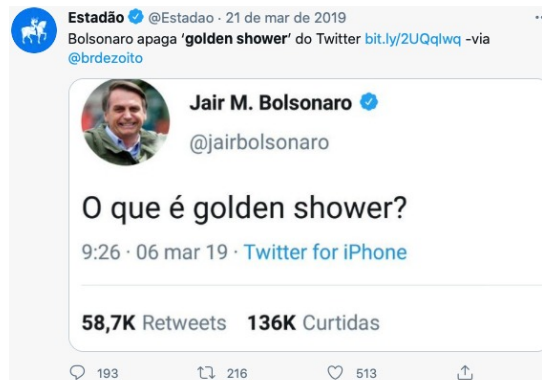 Estadão @Estadao · 21 de mar de 2019
Bolsonaro apaga ‘golden shower’ do Twitter bit.ly/2UQqlwq -via
@brdezoito
Jair M. Bolsonaro
@jairbolsonaro
O que é golden shower?
9:26 · 06 mar 19 · Twitter for iPhone
58,7K Retweets 136K Curtidas
193 216 513